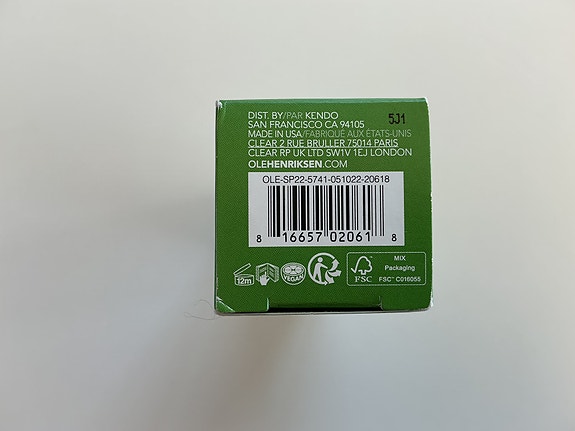 DIST. BY/PAR KENDO
SAN FRANCISCO CA 94105
5J1
MADE IN USA/FABRIQUÉ AUX ÉTATS-UNIS
CLEAR 2 RUE BRULLER 75014 PARIS
CLEAR RP UK LTD SW1V 1EJ LONDON
OLEHENRIKSEN.COM
OLE-SP22-5741-051022-20618
8 16657 02061 8
12m
VEGAN
FSC
MIX
Packaging
FSC™ C016055